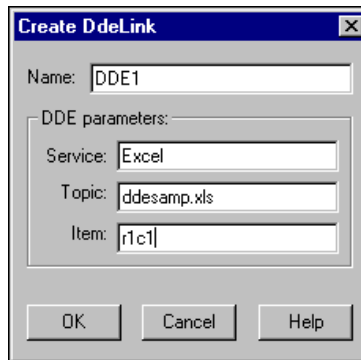 Create DdeLink
Name: DDE1
DDE parameters:
Service: Excel
Topic: ddesamp.xls
Item: r1c1
OK Cancel Help